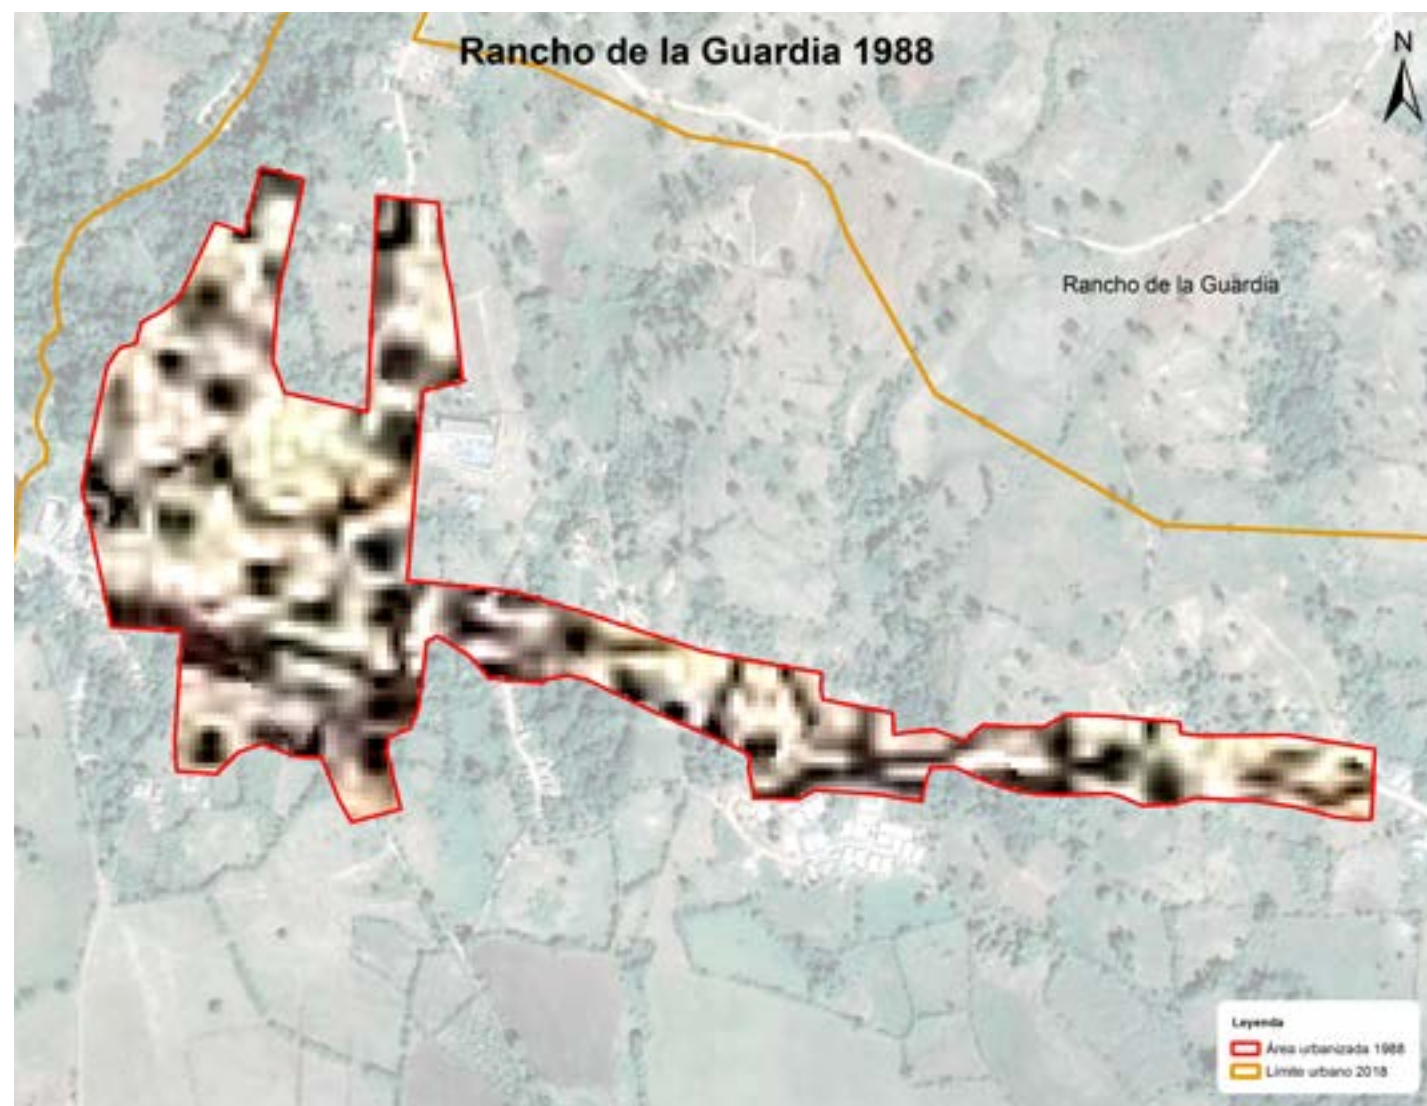 Rancho de la Guardia 1988
N
Rancho de la Guardia
Leyenda
Área urbanizada 1988
Límite urbano 2018